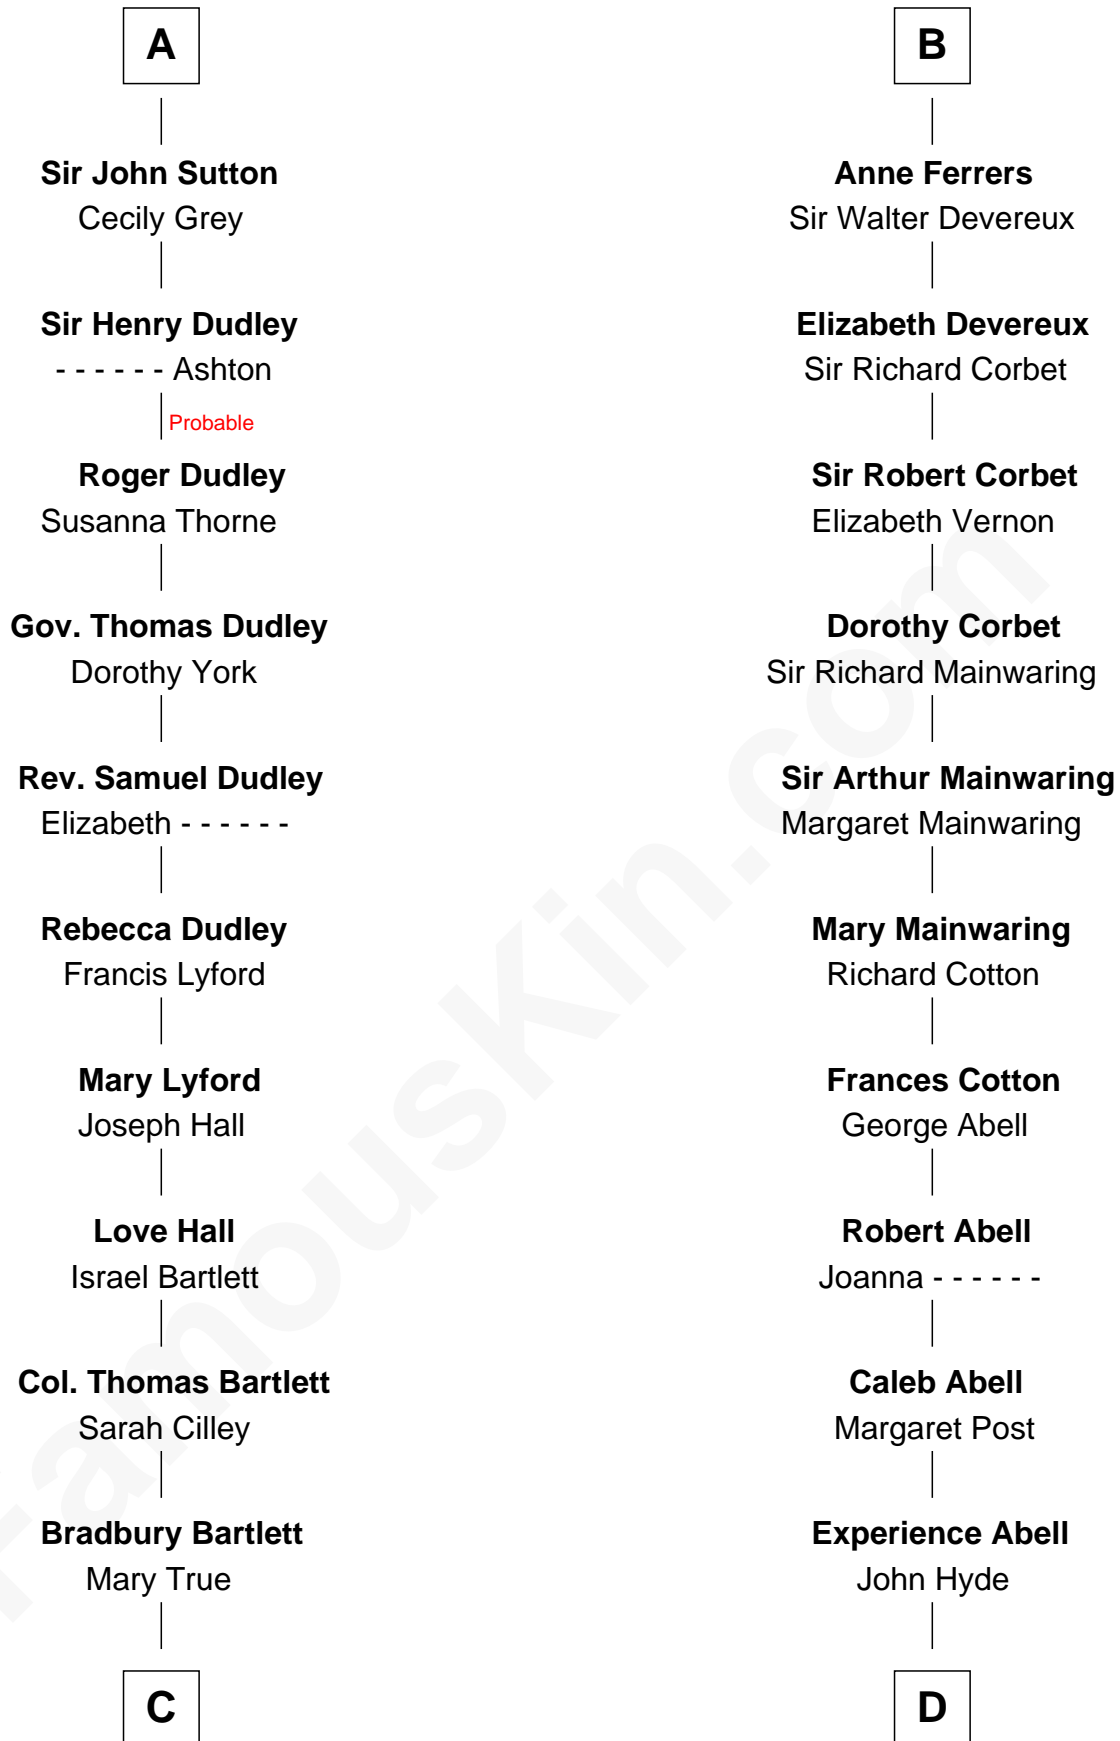 A
Sir John Sutton
Cecily Grey
Sir Henry Dudley
- - - - - - Ashton
Probable
Roger Dudley
Susanna Thorne
Gov. Thomas Dudley
Dorothy York
Rev. Samuel Dudley
Elizabeth - - - - - -
Rebecca Dudley
Francis Lyford
Mary Lyford
Joseph Hall
Love Hall
Israel Bartlett
Col. Thomas Bartlett
Sarah Cilley
Bradbury Bartlett
Mary True
C
B
Anne Ferrers
Sir Walter Devereux
Elizabeth Devereux
Sir Richard Corbet
Sir Robert Corbet
Elizabeth Vernon
Dorothy Corbet
Sir Richard Mainwaring
Sir Arthur Mainwaring
Margaret Mainwaring
Mary Mainwaring
Richard Cotton
Frances Cotton
George Abell
Robert Abell
Joanna - - - - - -
Caleb Abell
Margaret Post
Experience Abell
John Hyde
D
FamousKin.com